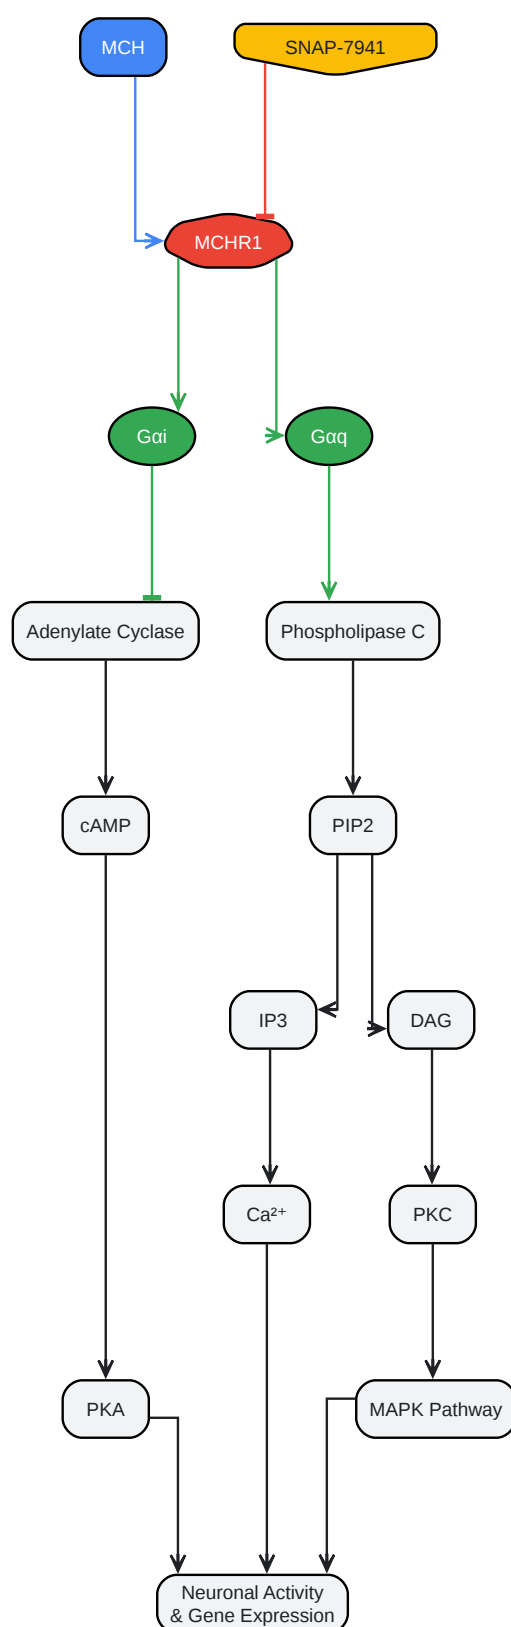 MCH
SNAP-7941
MCHR1
Gαi
Gαq
Adenylate Cyclase
Phospholipase C
cAMP
PIP2
IP3
DAG
Ca²⁺
PKC
PKA
MAPK Pathway
Neuronal Activity
& Gene Expression